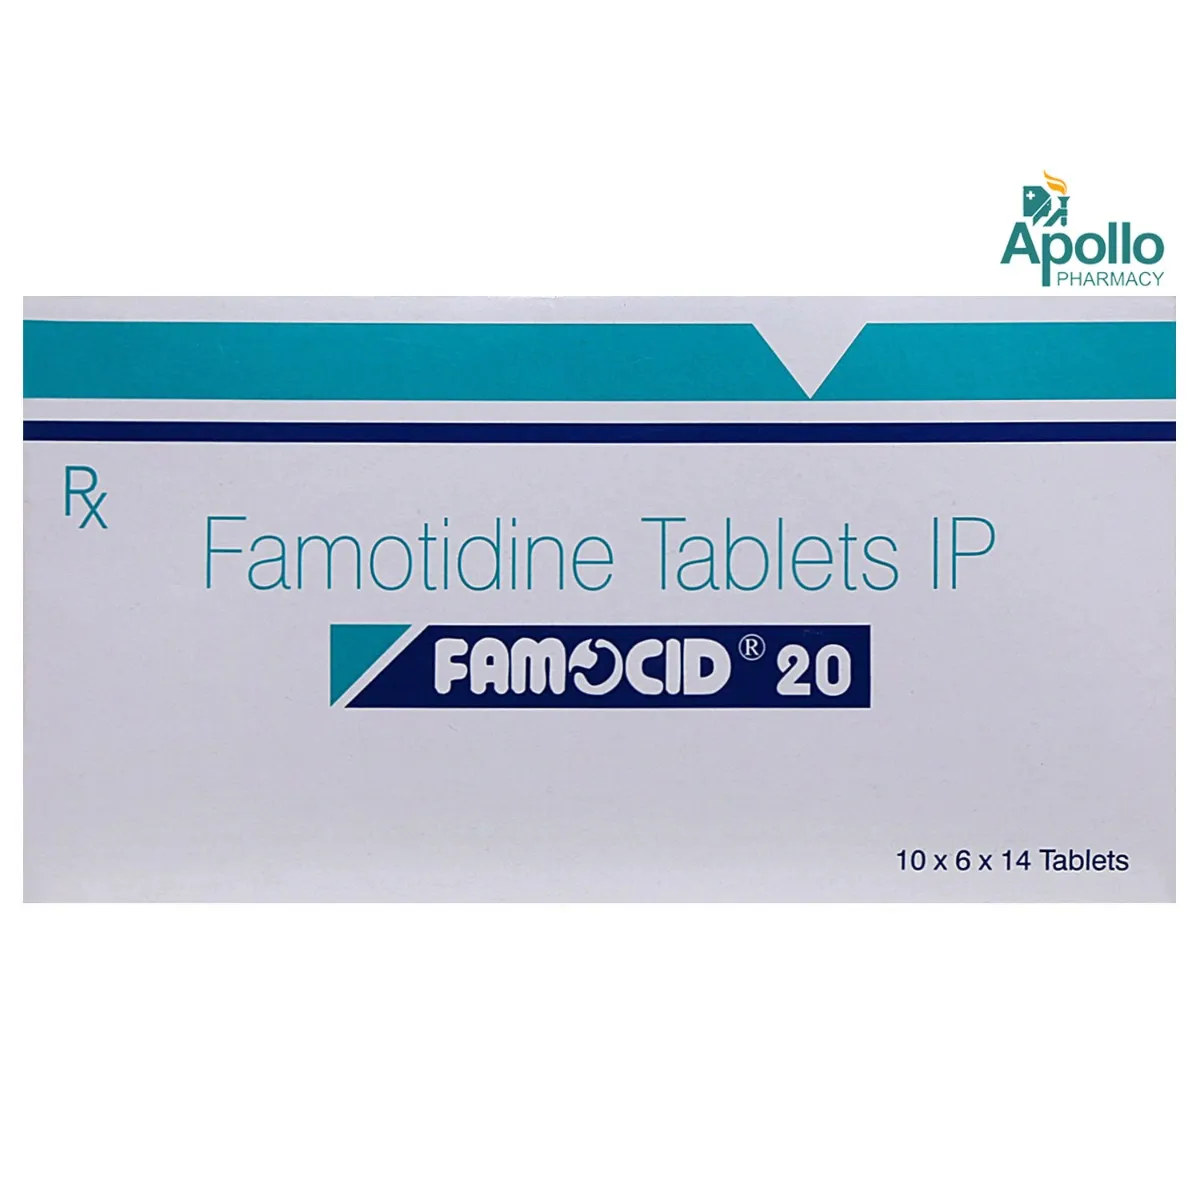 Apollo
PHARMACY
Rx
Famotidine Tablets IP
FAMOCID® 20
10 x 6 x 14 Tablets